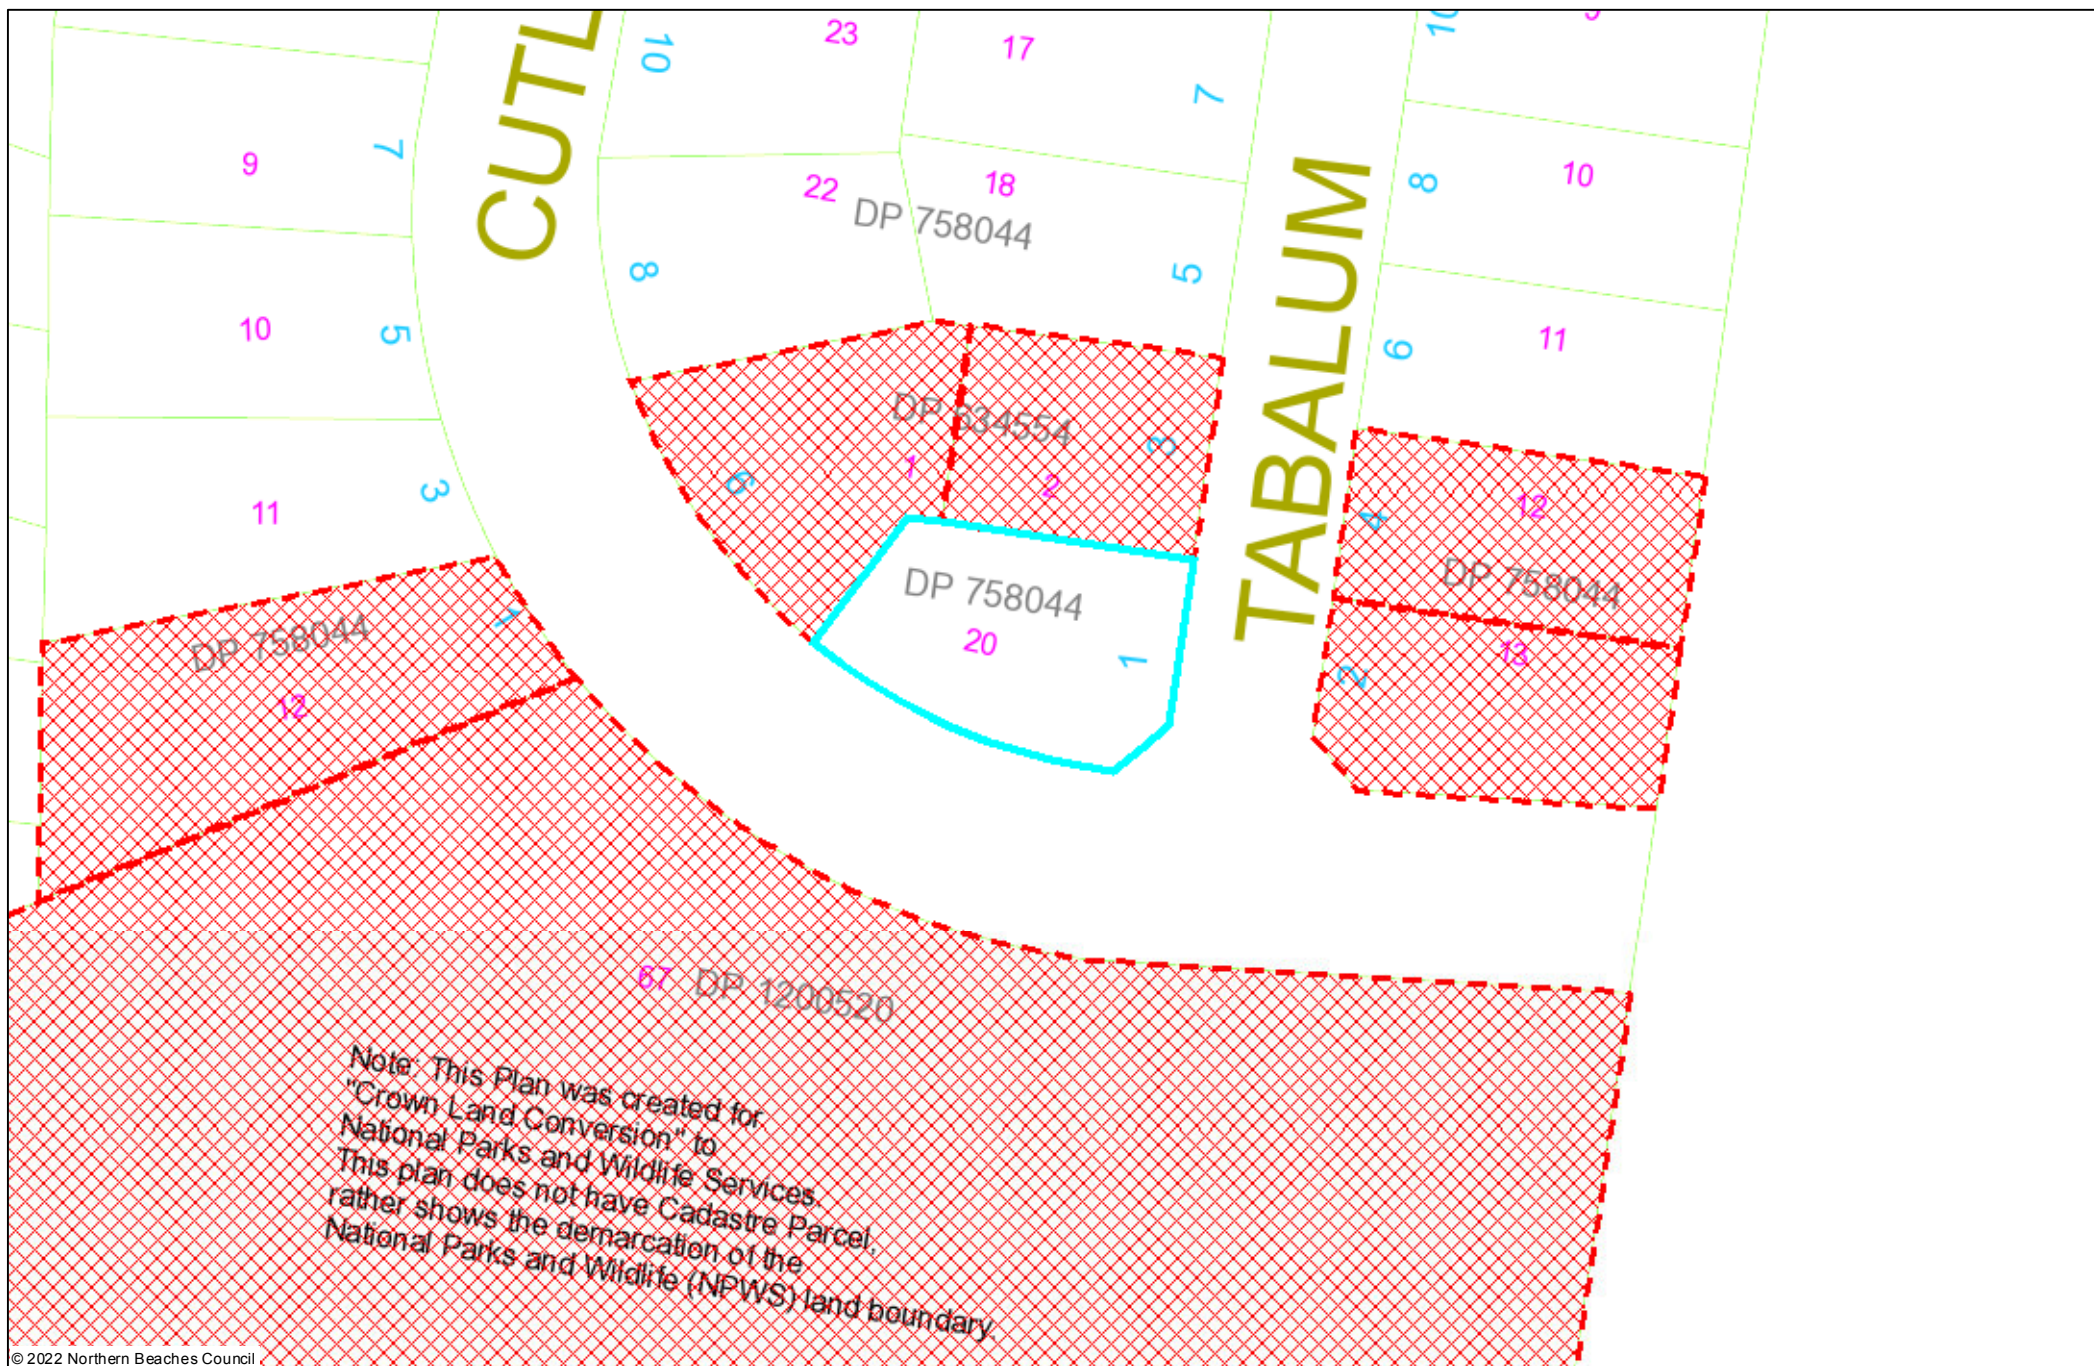 CUTL
10
23
17
7
10
9
7
22
18
DP 758044
8
10
8
5
10
5
6
11
DP 634554
3
6
1
2
11
3
12
4
DP 758044
DP 758044
20
1
1
DP 758044
12
13
2
TABALUM
67 DP 1200520
Note: This Plan was created for
"Crown Land Conversion" to
National Parks and Wildlife Services.
This plan does not have Cadastre Parcel,
rather shows the demarcation of the
National Parks and Wildlife (NPWS) land boundary.
© 2022 Northern Beaches Council